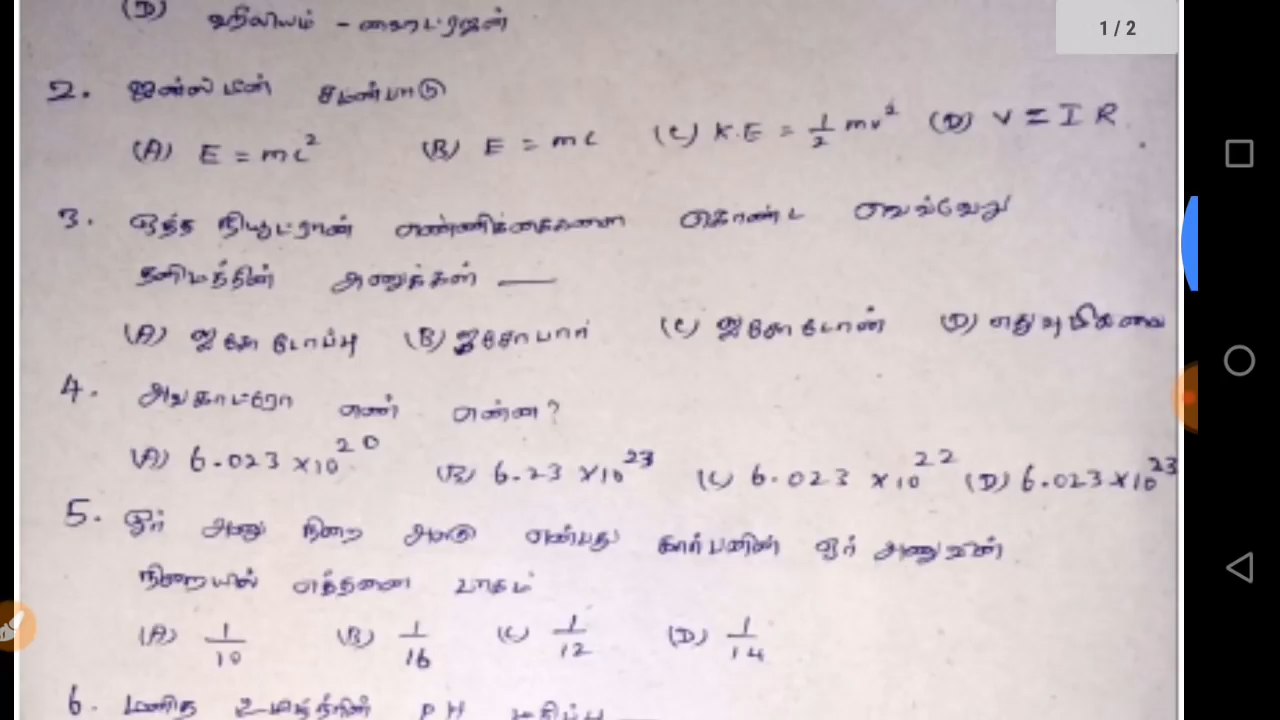 (D) ஹீலியம் - ஹைட்ரஜன்
1 / 2
2. ஐன்ஸ்டீன் சமன்பாடு
(A) E = mc² (B) E = mc (C) K.E = 1/2 mv² (D) V = I R
3. ஒத்த நியூட்ரான் எண்ணிக்கைகளை கொண்ட வெவ்வேறு
தனிமத்தின் அணுக்கள் —
(A) ஐசோடோப்பு (B) ஐசோபார் (C) ஐசோடோன் (D) எதுவுமில்லை
4. அவகாட்ரோ எண் என்ன?
(A) 6.023 × 10²⁰ (B) 6.23 × 10²³ (C) 6.023 × 10²² (D) 6.023 × 10²³
5. ஓர் அணு நிறை அலகு என்பது கார்பனின் ஓர் அணுவின்
நிறையில் எத்தனை பாகம்
(A) 1/10 (B) 1/16 (C) 1/12 (D) 1/14
6. மனித உமிழ்நீரின் PH மதிப்பு